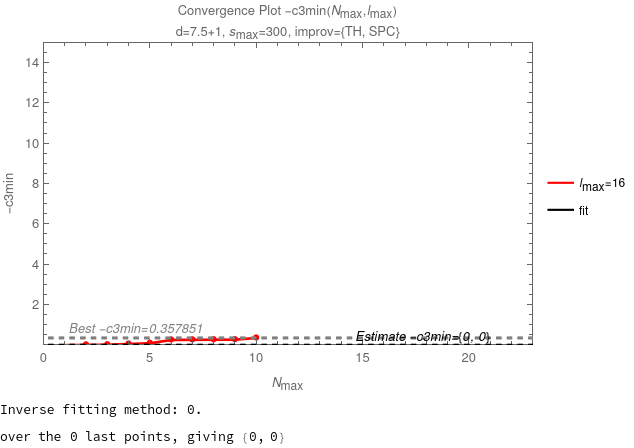 Convergence Plot −c3min(Nmax,lmax)
d=7.5+1, smax=300, improv={TH, SPC}
14
12
10
8
6
4
2
−c3min
Best −c3min=0.357851
Estimate −c3min={0, 0}
0
5
10
15
20
Nmax
lmax=16
fit
Inverse fitting method: 0.
over the 0 last points, giving {0, 0}